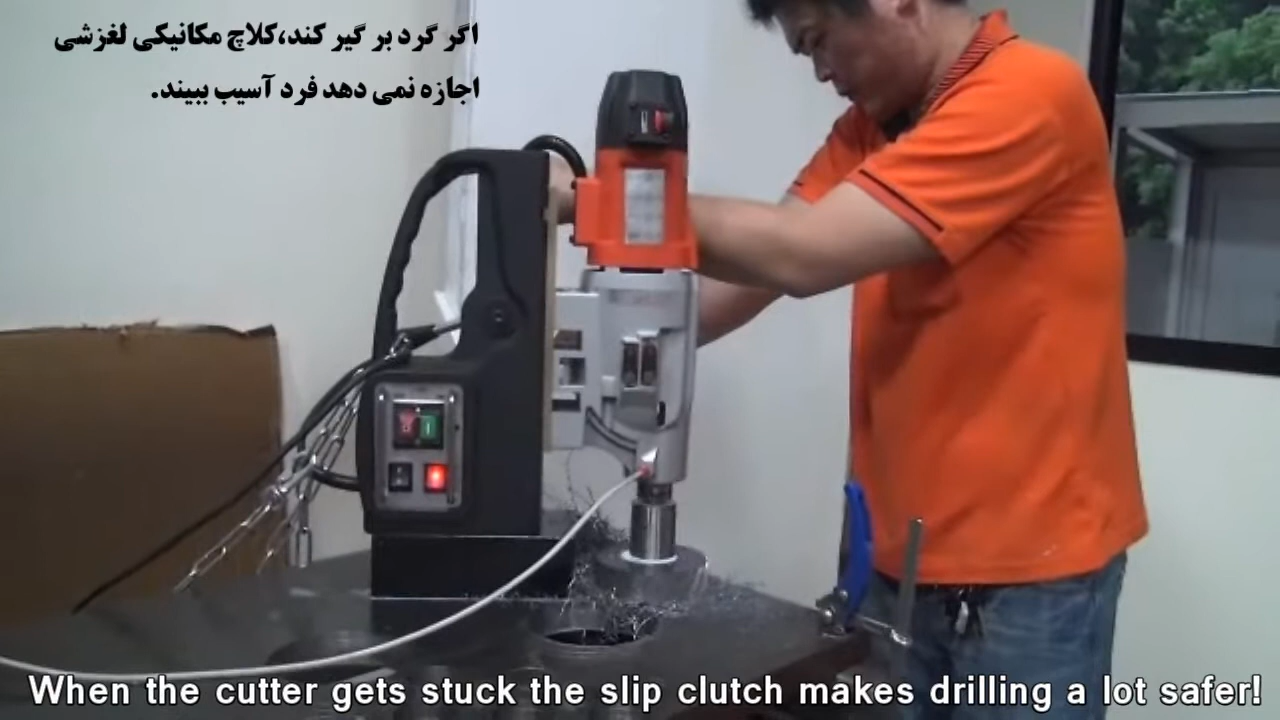 اگر گرد بر گیر کند،کلاچ مکانیکی لغزشی
اجازه نمی دهد فرد آسیب ببیند.
When the cutter gets stuck the slip clutch makes drilling a lot safer!